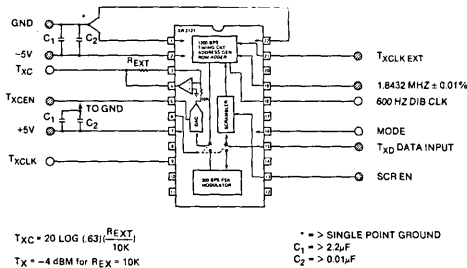 GND
*
C1
C2
-5V
TXC
REXT
TXCEN
TO GND
C1
C2
+5V
TXCLK
XR 2121
1200 BPS
TIMING CKT
ADDRESS GEN
ROM ADDER
DAC
SCRAMBLER
300 BPS FSK
MODULATOR
TXCLK EXT
1.8432 MHZ ± 0.01%
600 HZ DIB CLK
MODE
TXD DATA INPUT
SCR EN
TXC = 20 LOG (.63)(REXT/10K)
TX = -4 dBM for REX = 10K
* = > SINGLE POINT GROUND
C1 = > 2.2µF
C2 = > 0.01µF